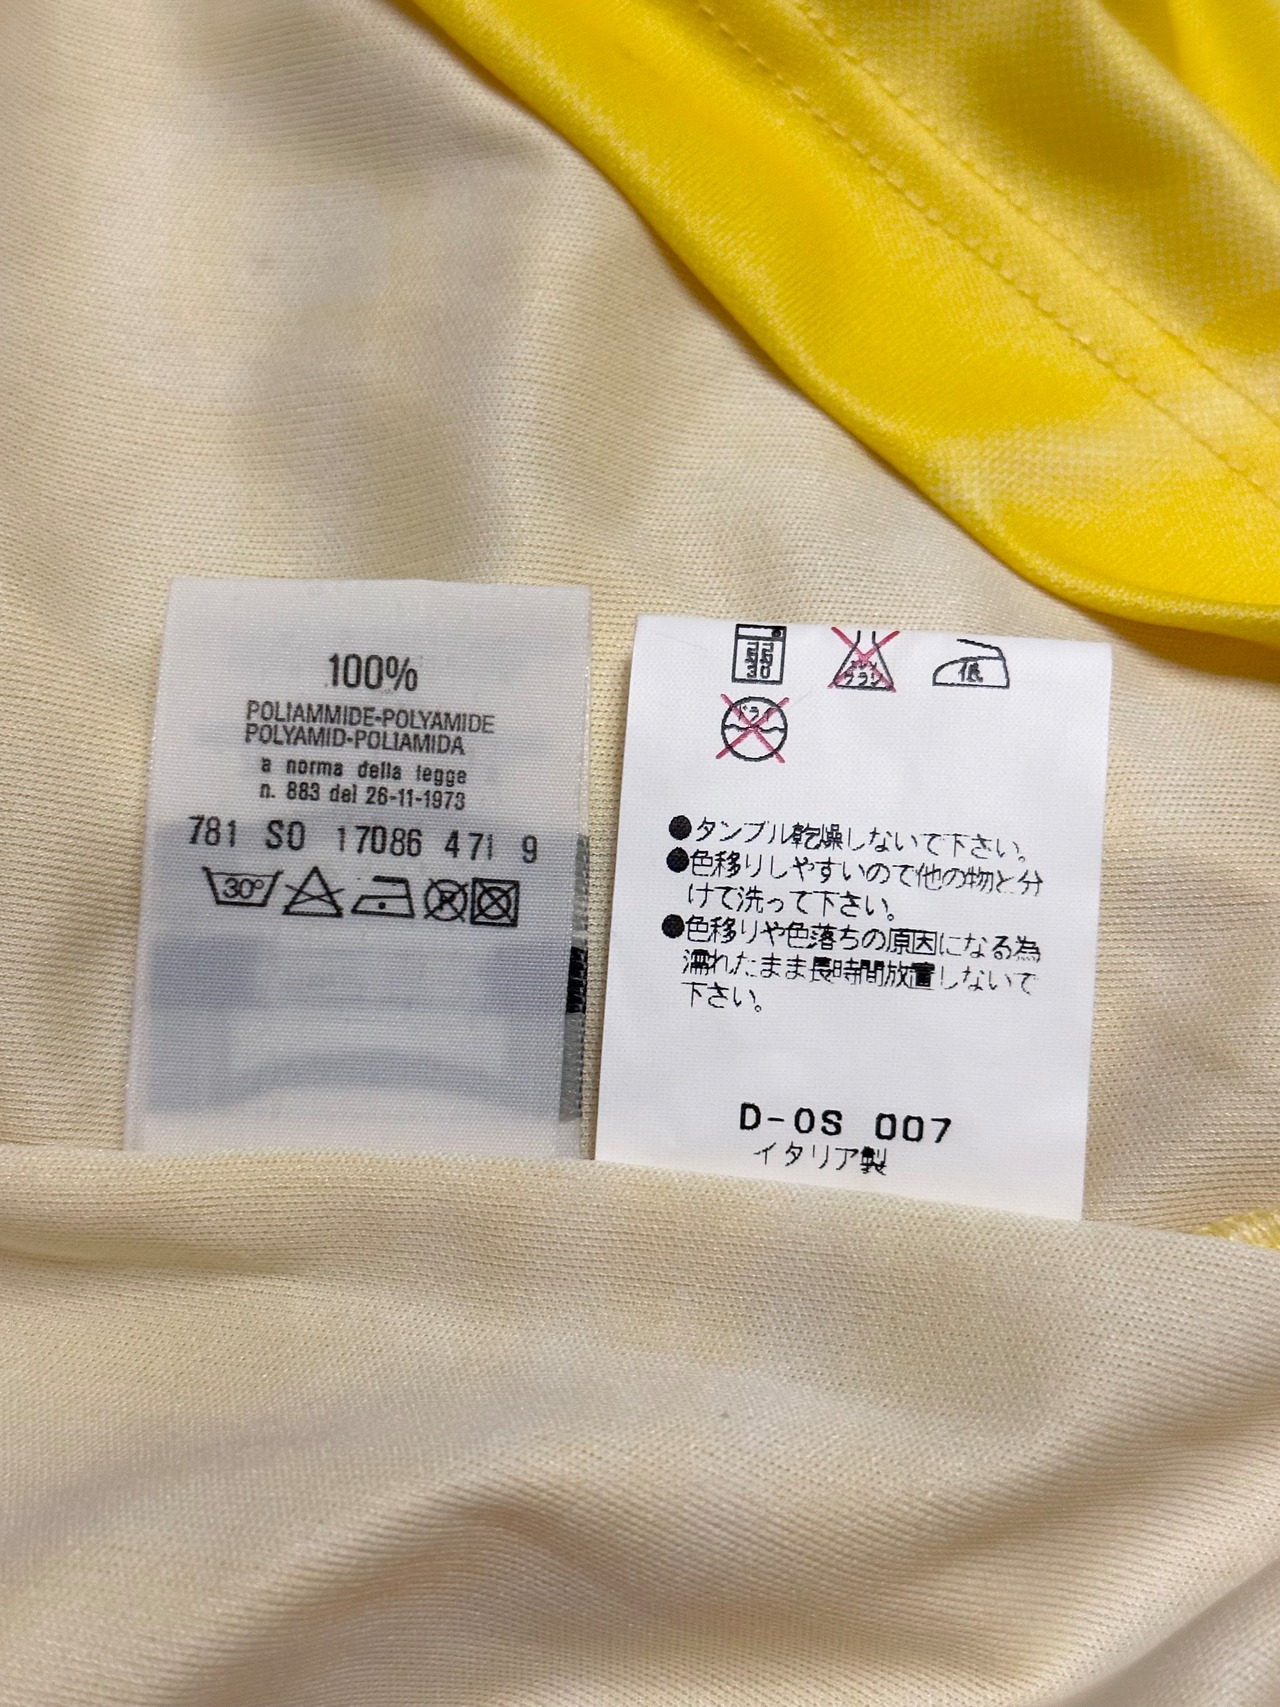 100%
POLIAMMIDE-POLYAMIDE
POLYAMID-POLIAMIDA
a norma della legge
n. 883 del 26-11-1973
781 SO 17086 471 9
30°
30
低
●タンブル乾燥しないで下さい。
●色移りしやすいので他の物と分
けて洗って下さい。
●色移りや色落ちの原因になる為
濡れたまま長時間放置しないで
下さい。
D-OS 007
イタリア製